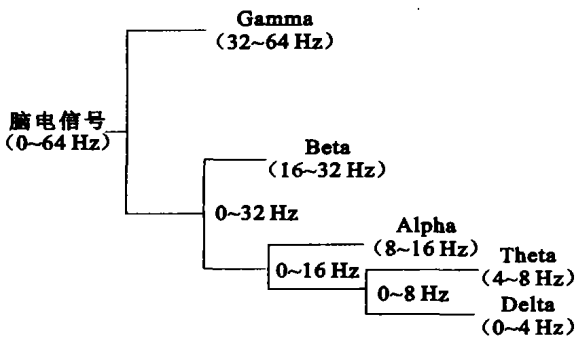 Gamma
(32~64 Hz)
脑电信号
(0~64 Hz)
Beta
(16~32 Hz)
0~32 Hz
Alpha
(8~16 Hz)
0~16 Hz
Theta
(4~8 Hz)
0~8 Hz
Delta
(0~4 Hz)